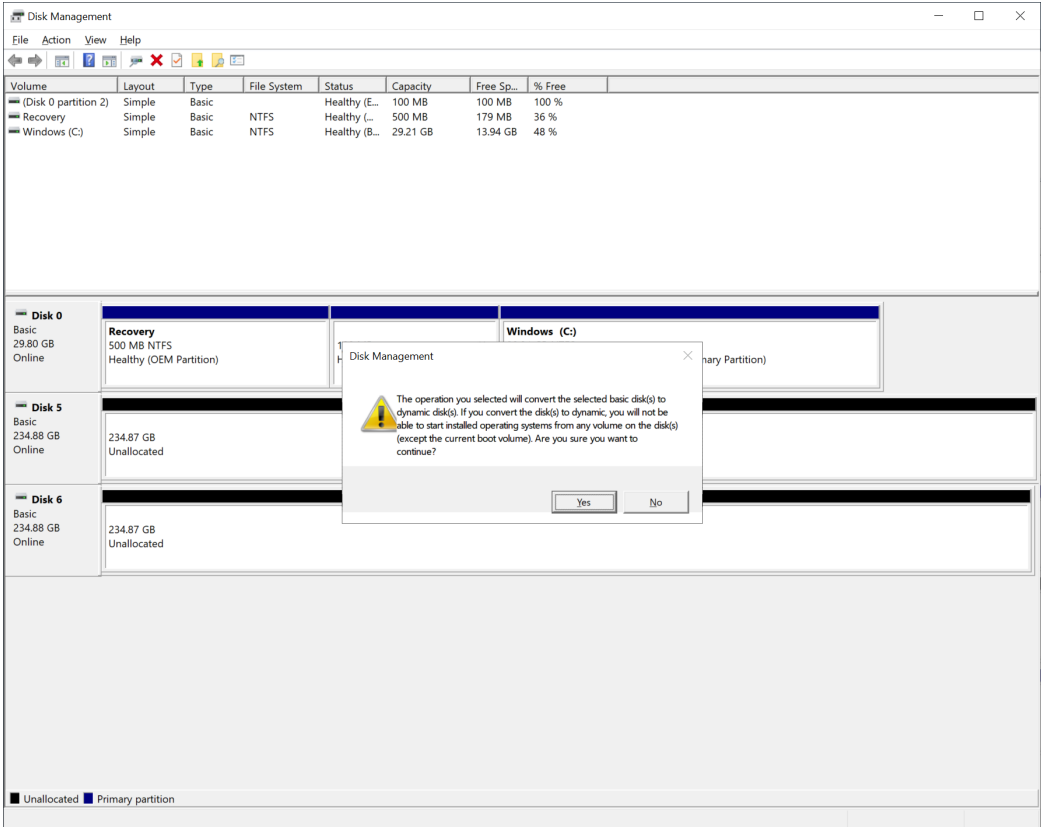 Disk Management
File Action View Help
Volume Layout Type File System Status Capacity Free Sp... % Free
(Disk 0 partition 2) Simple Basic Healthy (E... 100 MB 100 MB 100 %
Recovery Simple Basic NTFS Healthy (... 500 MB 179 MB 36 %
Windows (C:) Simple Basic NTFS Healthy (B... 29.21 GB 13.94 GB 48 %
Disk 0
Basic
29.80 GB
Online
Recovery
500 MB NTFS
Healthy (OEM Partition)
Windows (C:)
Partition)
Disk Management
The operation you selected will convert the selected basic disk(s) to
dynamic disk(s). If you convert the disk(s) to dynamic, you will not be
able to start installed operating systems from any volume on the disk(s)
(except the current boot volume). Are you sure you want to
continue?
Yes No
Disk 5
Basic
234.88 GB
Online
234.87 GB
Unallocated
Disk 6
Basic
234.88 GB
Online
234.87 GB
Unallocated
Unallocated Primary partition